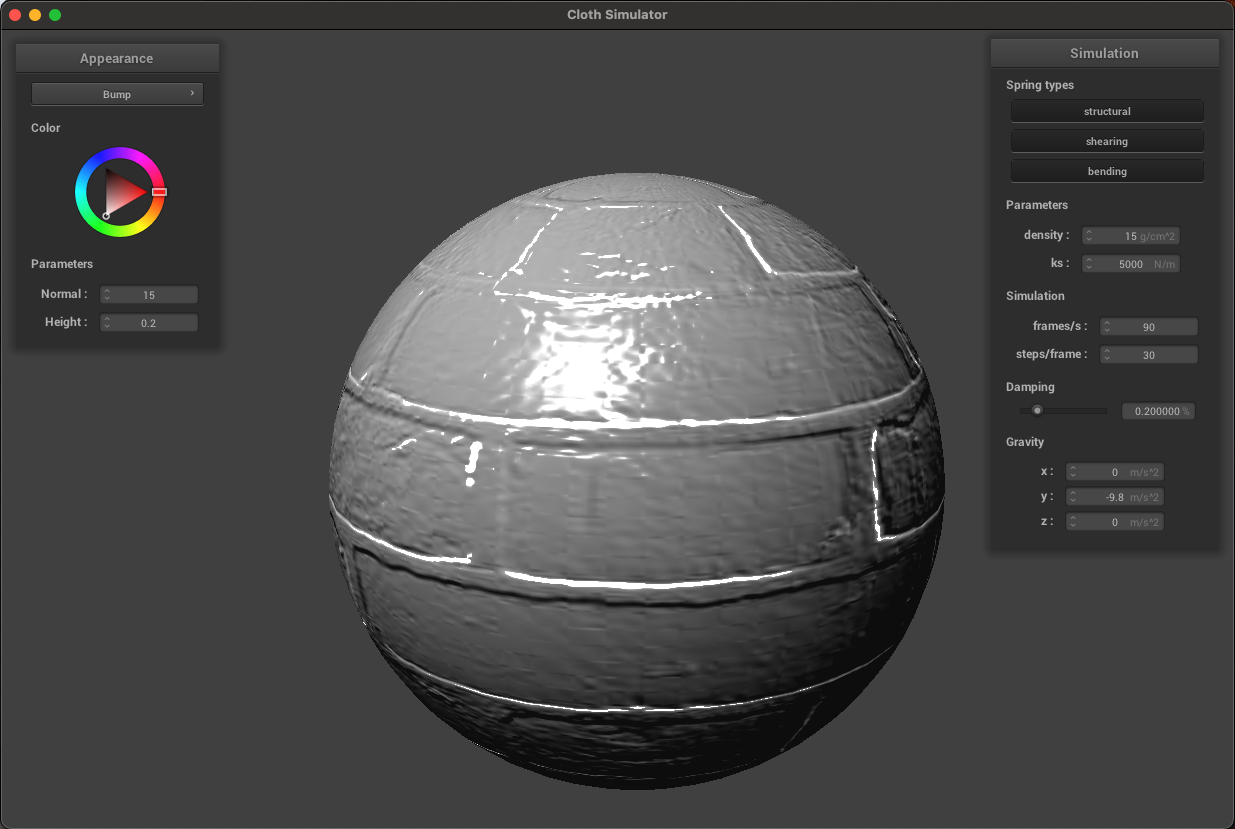 Cloth Simulator
Appearance
Bump
Color
Parameters
Normal : 15
Height : 0.2
Simulation
Spring types
structural
shearing
bending
Parameters
density : 15 g/cm^2
ks : 5000 N/m
Simulation
frames/s : 90
steps/frame : 30
Damping
0.200000 %
Gravity
x : 0 m/s^2
y : -9.8 m/s^2
z : 0 m/s^2